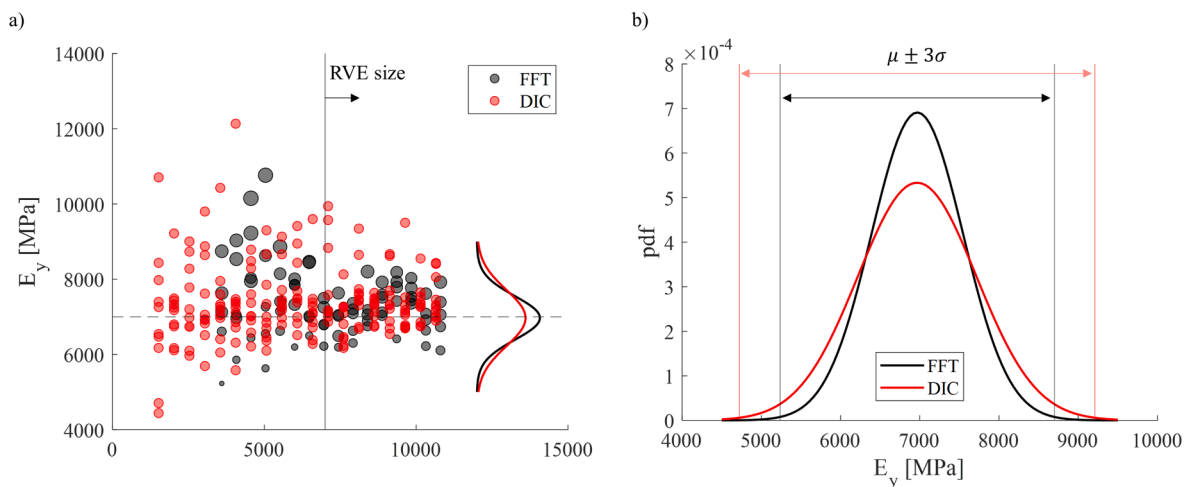 a)
14000
12000
10000
8000
6000
4000
E_y [MPa]
RVE size
FFT
DIC
0
5000
10000
15000
b)
×10⁻⁴
8
7
6
5
4
3
2
1
0
pdf
μ ± 3σ
FFT
DIC
4000
5000
6000
7000
8000
9000
10000
E_y [MPa]